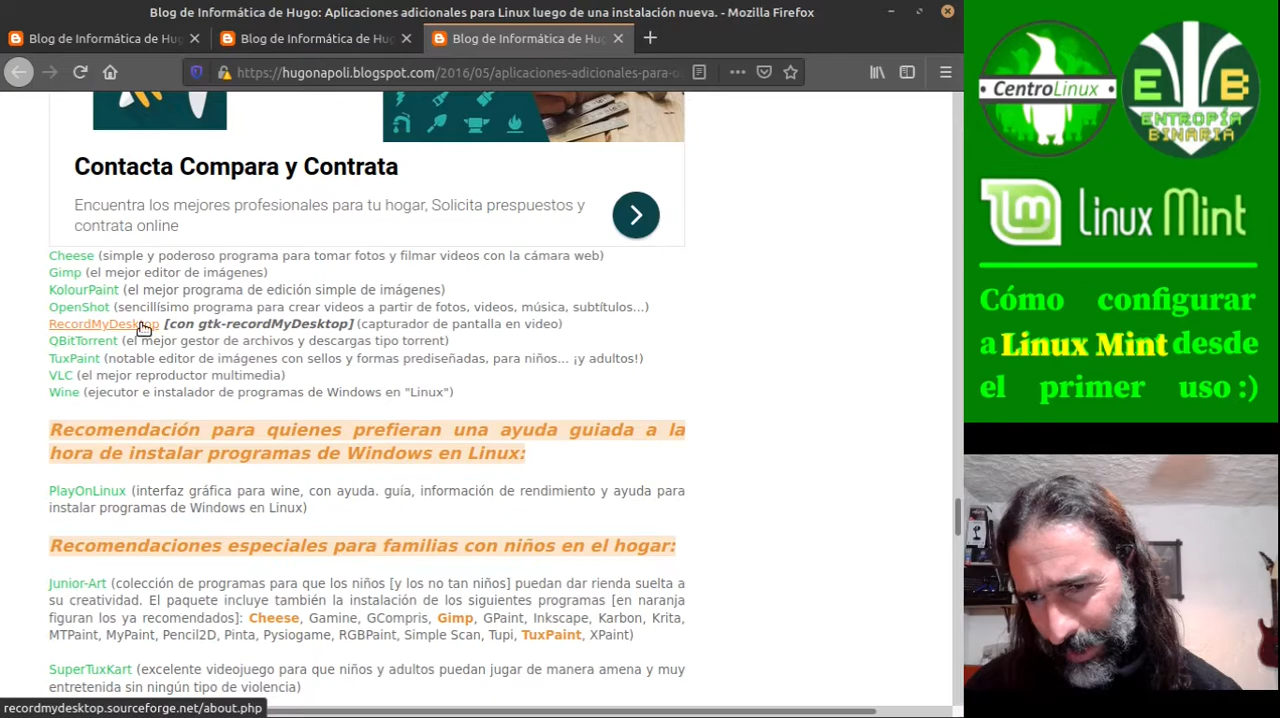 Blog de Informática de Hugo: Aplicaciones adicionales para Linux luego de una instalación nueva. - Mozilla Firefox
Blog de Informática de Hu
Blog de Informática de Hu
Blog de Informática de Hu
https://hugonapoli.blogspot.com/2016/05/aplicaciones-adicionales-para-
Contacta Compara y Contrata
Encuentra los mejores profesionales para tu hogar, Solicita prespuestos y
contrata online
Cheese (simple y poderoso programa para tomar fotos y filmar videos con la cámara web)
Gimp (el mejor editor de imágenes)
KolourPaint (el mejor programa de edición simple de imágenes)
OpenShot (sencillísimo programa para crear videos a partir de fotos, videos, música, subtítulos...)
RecordMyDesktop [con gtk-recordMyDesktop] (capturador de pantalla en video)
QBitTorrent (el mejor gestor de archivos y descargas tipo torrent)
TuxPaint (notable editor de imágenes con sellos y formas prediseñadas, para niños... ¡y adultos!)
VLC (el mejor reproductor multimedia)
Wine (ejecutor e instalador de programas de Windows en "Linux")
Recomendación para quienes prefieran una ayuda guiada a la
hora de instalar programas de Windows en Linux:
PlayOnLinux (interfaz gráfica para wine, con ayuda. guía, información de rendimiento y ayuda para
instalar programas de Windows en Linux)
Recomendaciones especiales para familias con niños en el hogar:
Junior-Art (colección de programas para que los niños [y los no tan niños] puedan dar rienda suelta a
su creatividad. El paquete incluye también la instalación de los siguientes programas [en naranja
figuran los ya recomendados]: Cheese, Gamine, GCompris, Gimp, GPaint, Inkscape, Karbon, Krita,
MTPaint, MyPaint, Pencil2D, Pinta, Pysiogame, RGBPaint, Simple Scan, Tupi, TuxPaint, XPaint)
SuperTuxKart (excelente videojuego para que niños y adultos puedan jugar de manera amena y muy
entretenida sin ningún tipo de violencia)
recordmydesktop.sourceforge.net/about.php
• CentroLinux •
E B
ENTROPÍA
BINARIA
Linux Mint
Cómo configurar
a Linux Mint desde
el primer uso :)